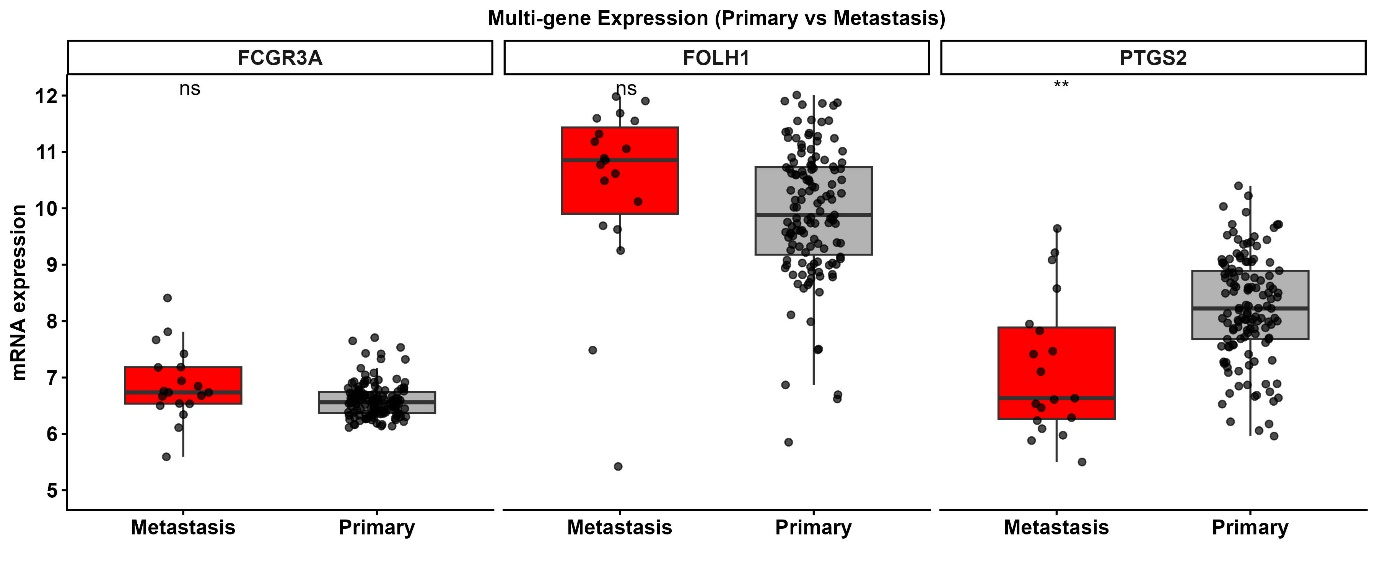 Multi-gene Expression (Primary vs Metastasis)
FCGR3A
FOLH1
PTGS2
ns
ns
**
mRNA expression
12
11
10
9
8
7
6
5
Metastasis
Primary
Metastasis
Primary
Metastasis
Primary